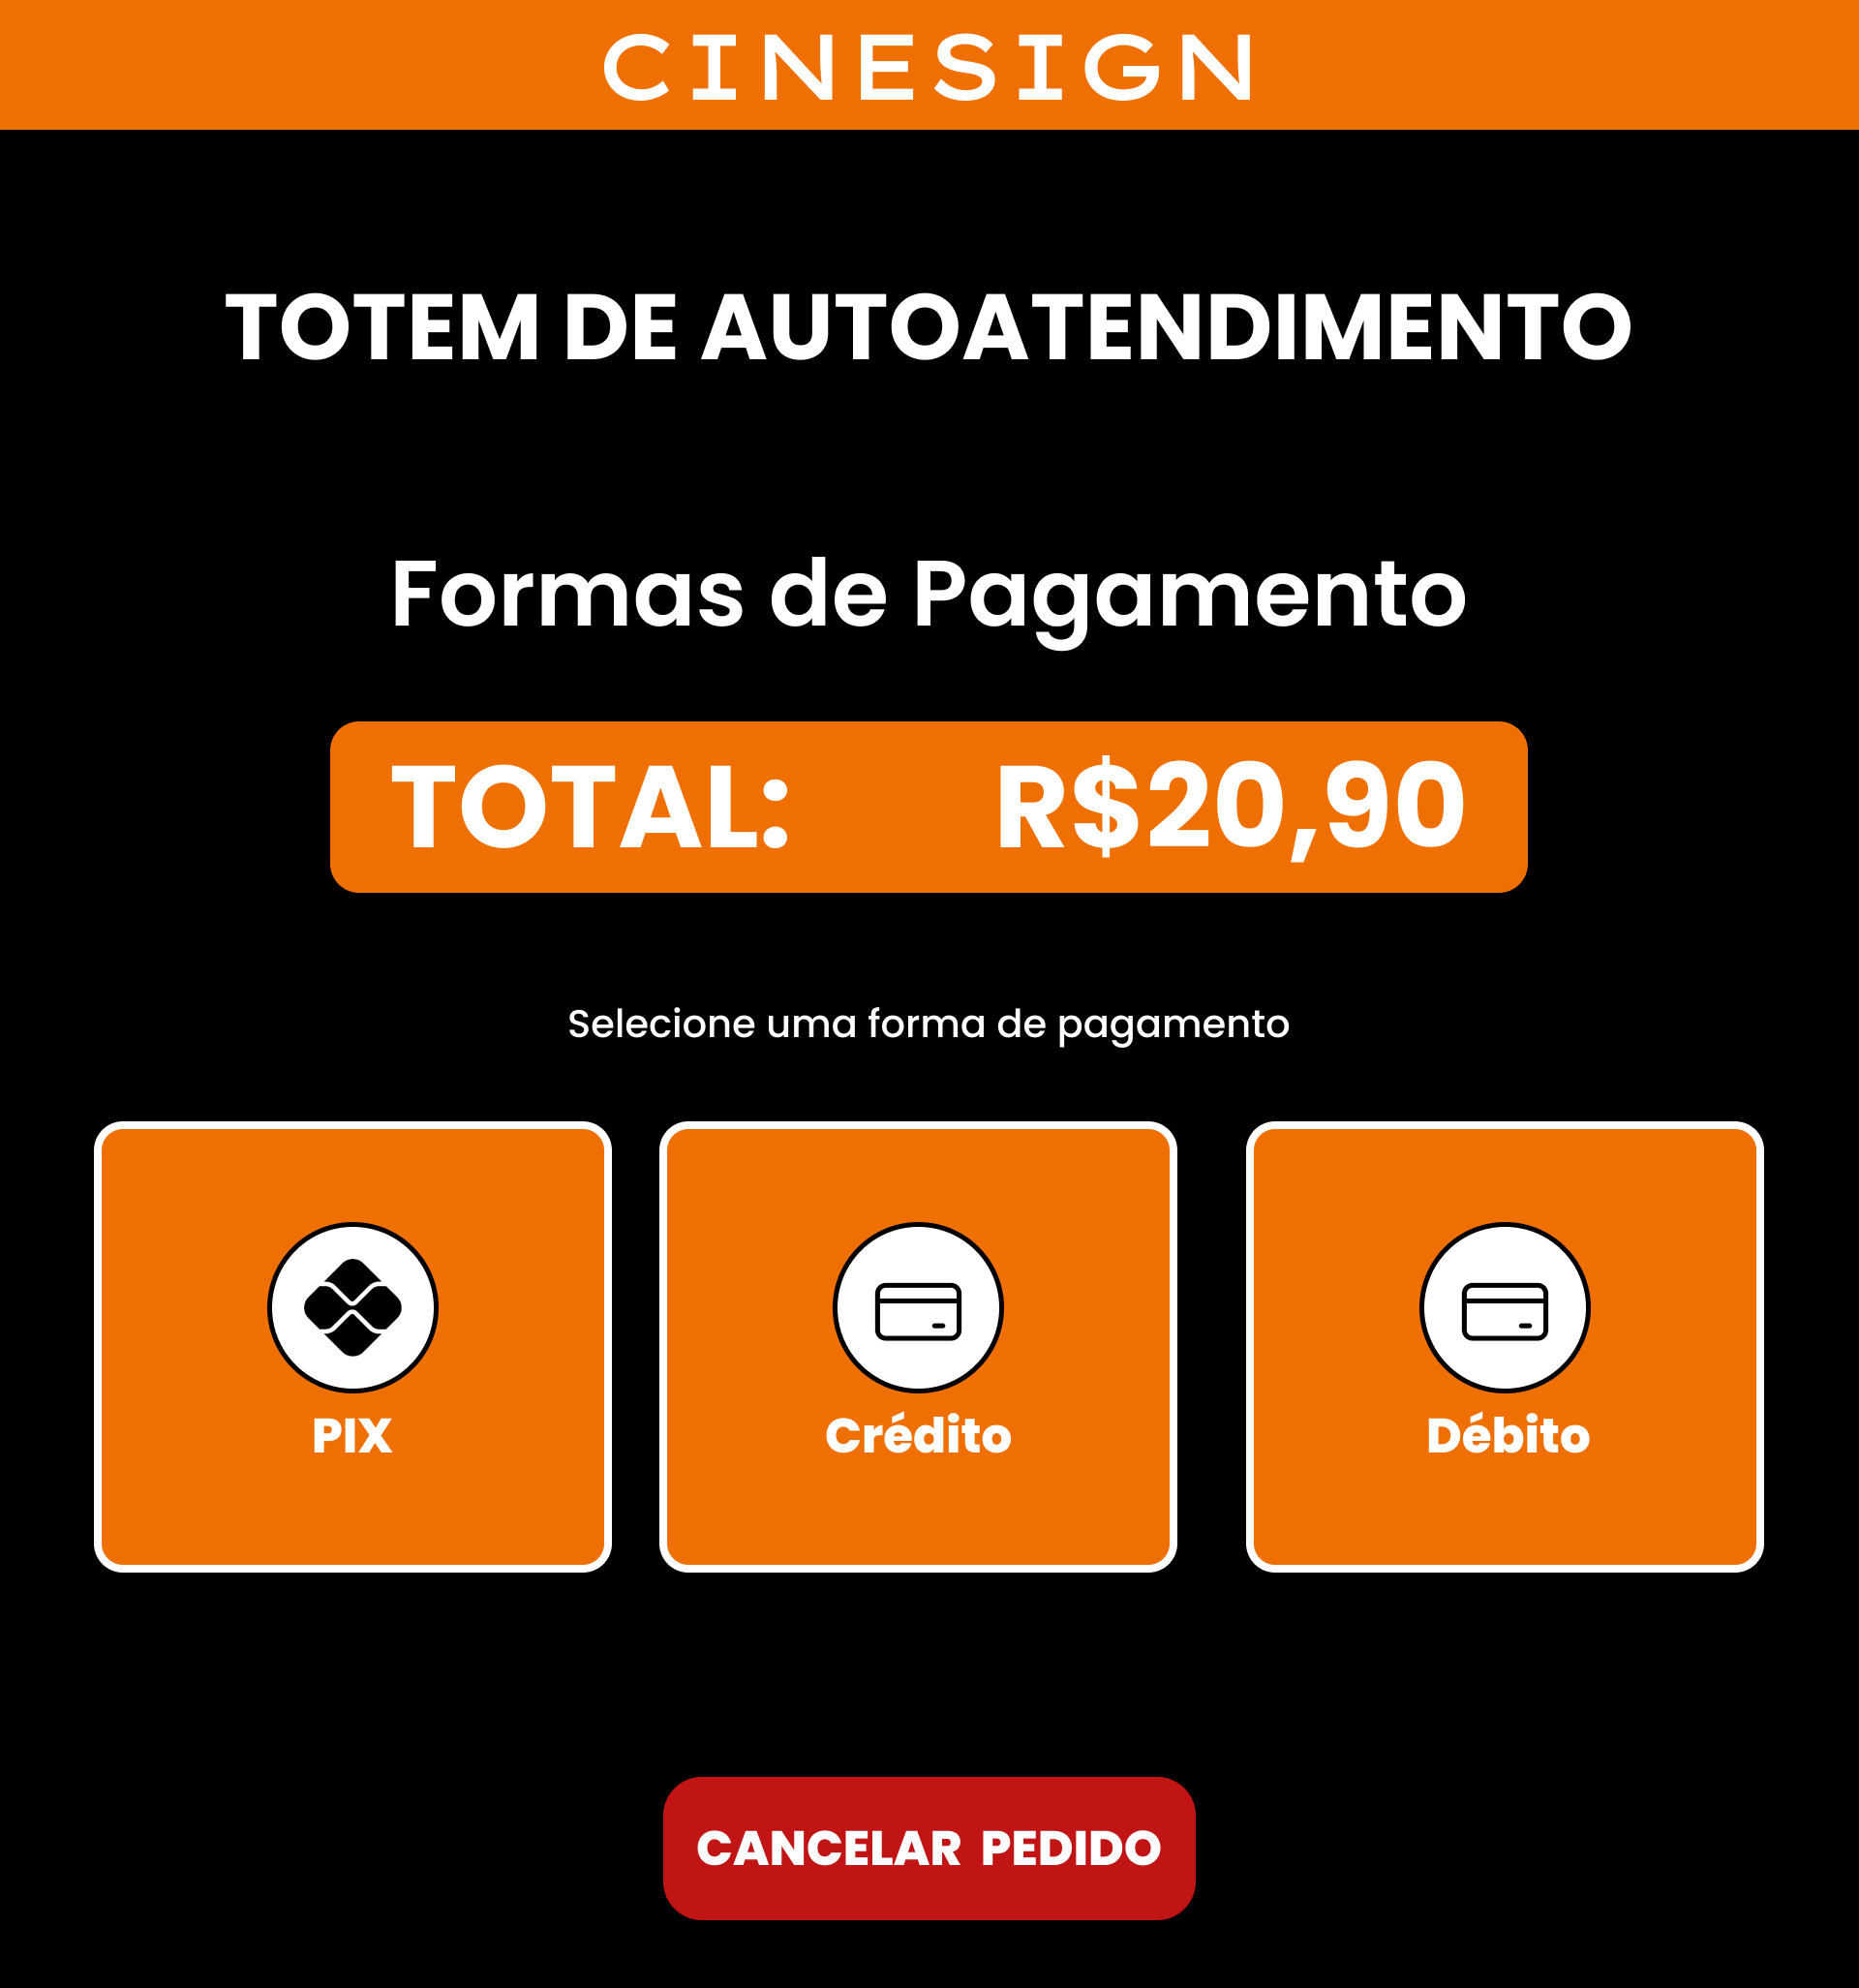 CINESIGN
TOTEM DE AUTOATENDIMENTO
Formas de Pagamento
TOTAL: R$20,90
Selecione uma forma de pagamento
PIX
Crédito
Débito
CANCELAR PEDIDO